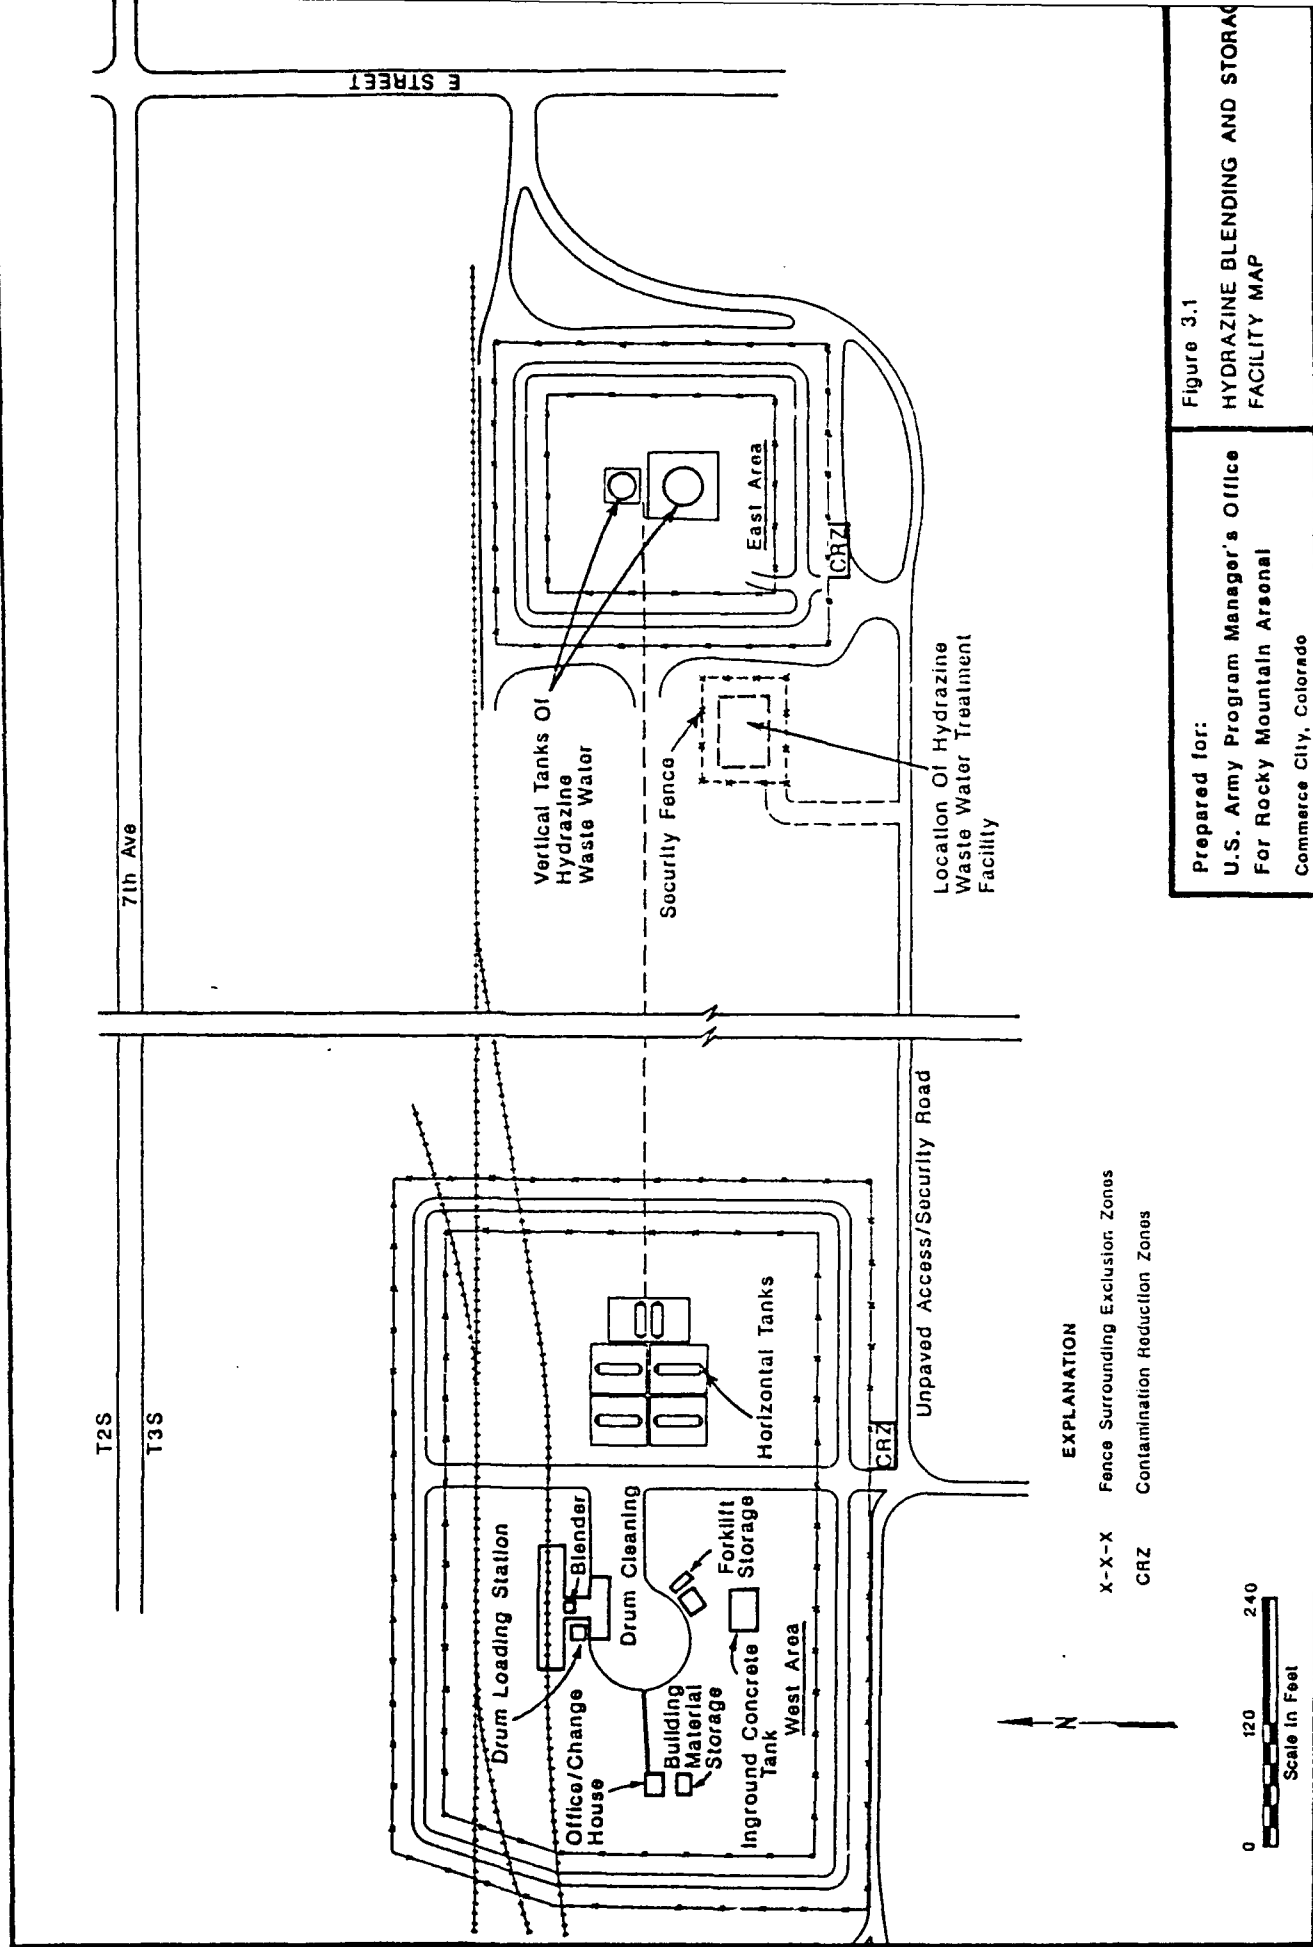 E STREET
7th Ave
T2S
T3S
Vertical Tanks Of
Hydrazine
Waste Water
East Area
CRZ
Security Fence
Location Of Hydrazine
Waste Water Treatment
Facility
Drum Loading Station
Blender
Drum Cleaning
Office/Change
House
Building
Material
Storage
Forklift
Storage
Inground Concrete
Tank
West Area
Horizontal Tanks
CRZ
Unpaved Access/Security Road
EXPLANATION
X-X-X Fence Surrounding Exclusion Zones
CRZ Contamination Reduction Zones
N
0 120 240
Scale in Feet
Prepared for:
U.S. Army Program Manager's Office
For Rocky Mountain Arsenal
Commerce City, Colorado
Figure 3.1
HYDRAZINE BLENDING AND STORAG
FACILITY MAP